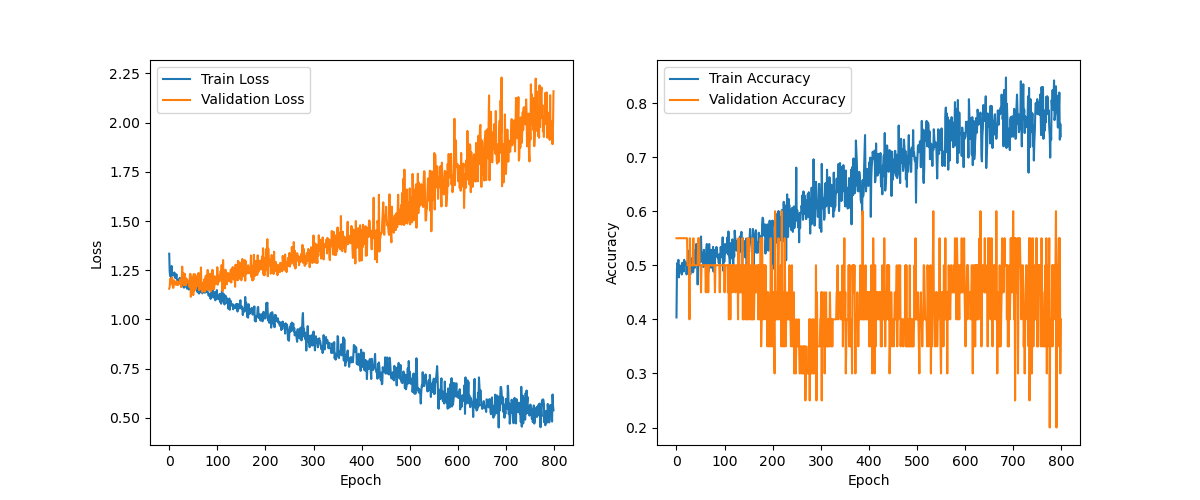 Train Loss
Validation Loss
2.25
2.00
1.75
1.50
1.25
1.00
0.75
0.50
Loss
0 100 200 300 400 500 600 700 800
Epoch
Train Accuracy
Validation Accuracy
0.8
0.7
0.6
0.5
0.4
0.3
0.2
Accuracy
0 100 200 300 400 500 600 700 800
Epoch